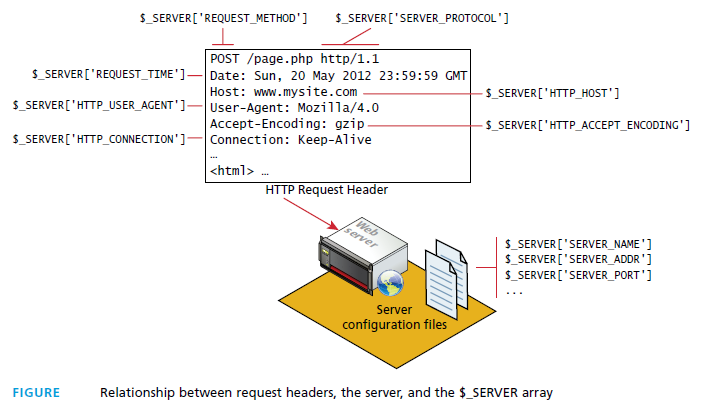 $_SERVER['REQUEST_METHOD'] $_SERVER['SERVER_PROTOCOL']
POST /page.php http/1.1
$_SERVER['REQUEST_TIME'] Date: Sun, 20 May 2012 23:59:59 GMT
Host: www.mysite.com $_SERVER['HTTP_HOST']
$_SERVER['HTTP_USER_AGENT'] User-Agent: Mozilla/4.0
Accept-Encoding: gzip $_SERVER['HTTP_ACCEPT_ENCODING']
$_SERVER['HTTP_CONNECTION'] Connection: Keep-Alive
…
<html> …
HTTP Request Header
Web
server
$_SERVER['SERVER_NAME']
$_SERVER['SERVER_ADDR']
$_SERVER['SERVER_PORT']
...
Server
configuration files
FIGURE Relationship between request headers, the server, and the $_SERVER array